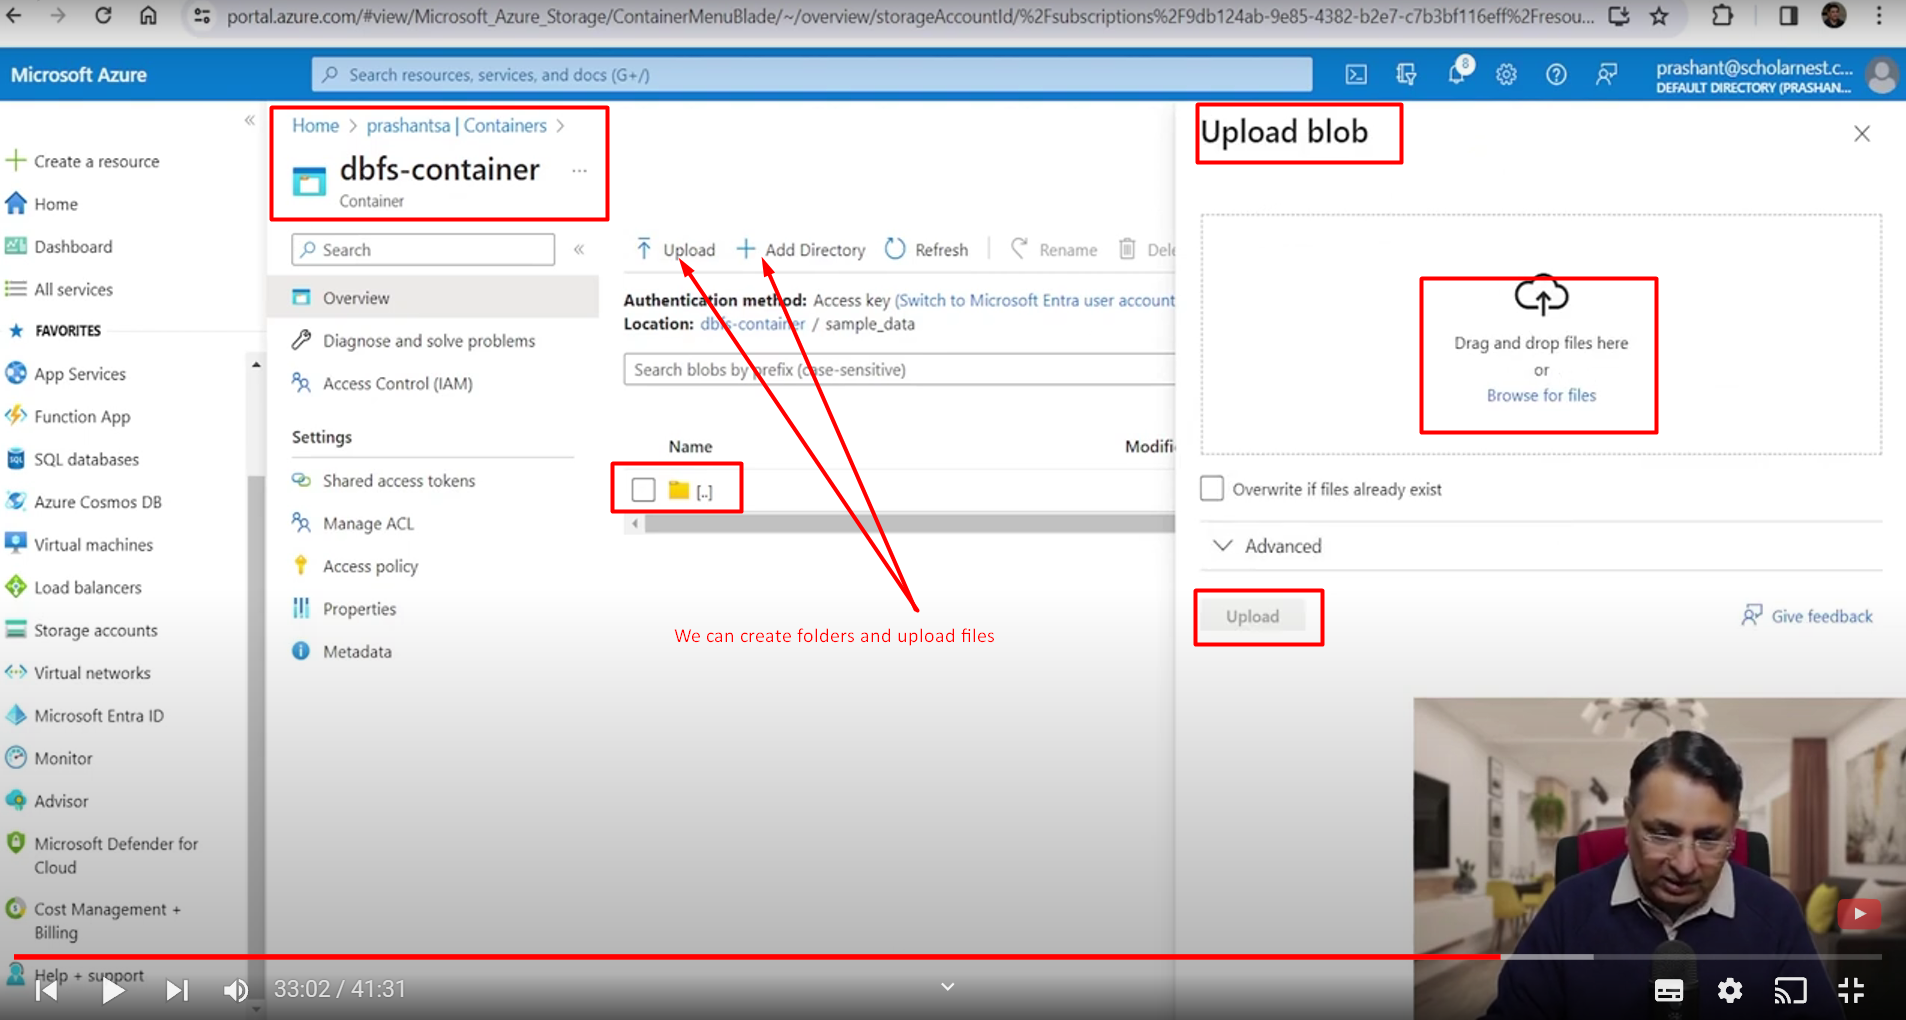 portal.azure.com/#view/Microsoft_Azure_Storage/ContainerMenuBlade/~/overview/storageAccountId/%2Fsubscriptions%2F9db124ab-9e85-4382-b2e7-c7b3bf116eff%2Fresou...
Microsoft Azure
Search resources, services, and docs (G+/)
8
prashant@scholarnest.c...
DEFAULT DIRECTORY (PRASHAN...
Create a resource
Home
Dashboard
All services
FAVORITES
App Services
Function App
SQL databases
Azure Cosmos DB
Virtual machines
Load balancers
Storage accounts
Virtual networks
Microsoft Entra ID
Monitor
Advisor
Microsoft Defender for
Cloud
Cost Management +
Billing
Help + support
Home > prashantsa | Containers >
dbfs-container ...
Container
Search
Overview
Diagnose and solve problems
Access Control (IAM)
Settings
Shared access tokens
Manage ACL
Access policy
Properties
Metadata
Upload Add Directory Refresh Rename Dele
Authentication method: Access key (Switch to Microsoft Entra user account
Location: dbfs-container / sample_data
Search blobs by prefix (case-sensitive)
Name Modifi
[..]
We can create folders and upload files
Upload blob
Drag and drop files here
or
Browse for files
Overwrite if files already exist
Advanced
Upload
Give feedback
33:02 / 41:31